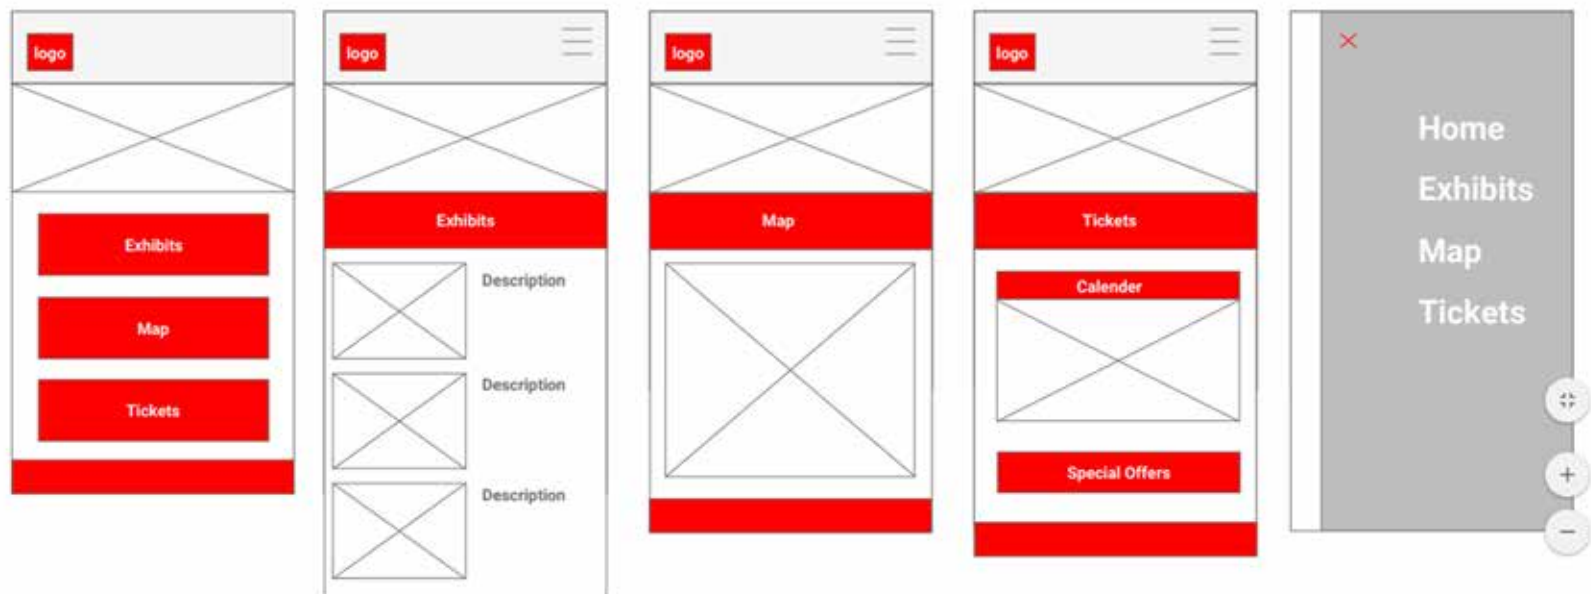 logo
Exhibits
Map
Tickets
logo
Exhibits
Description
Description
Description
logo
Map
logo
Tickets
Calender
Special Offers
Home
Exhibits
Map
Tickets